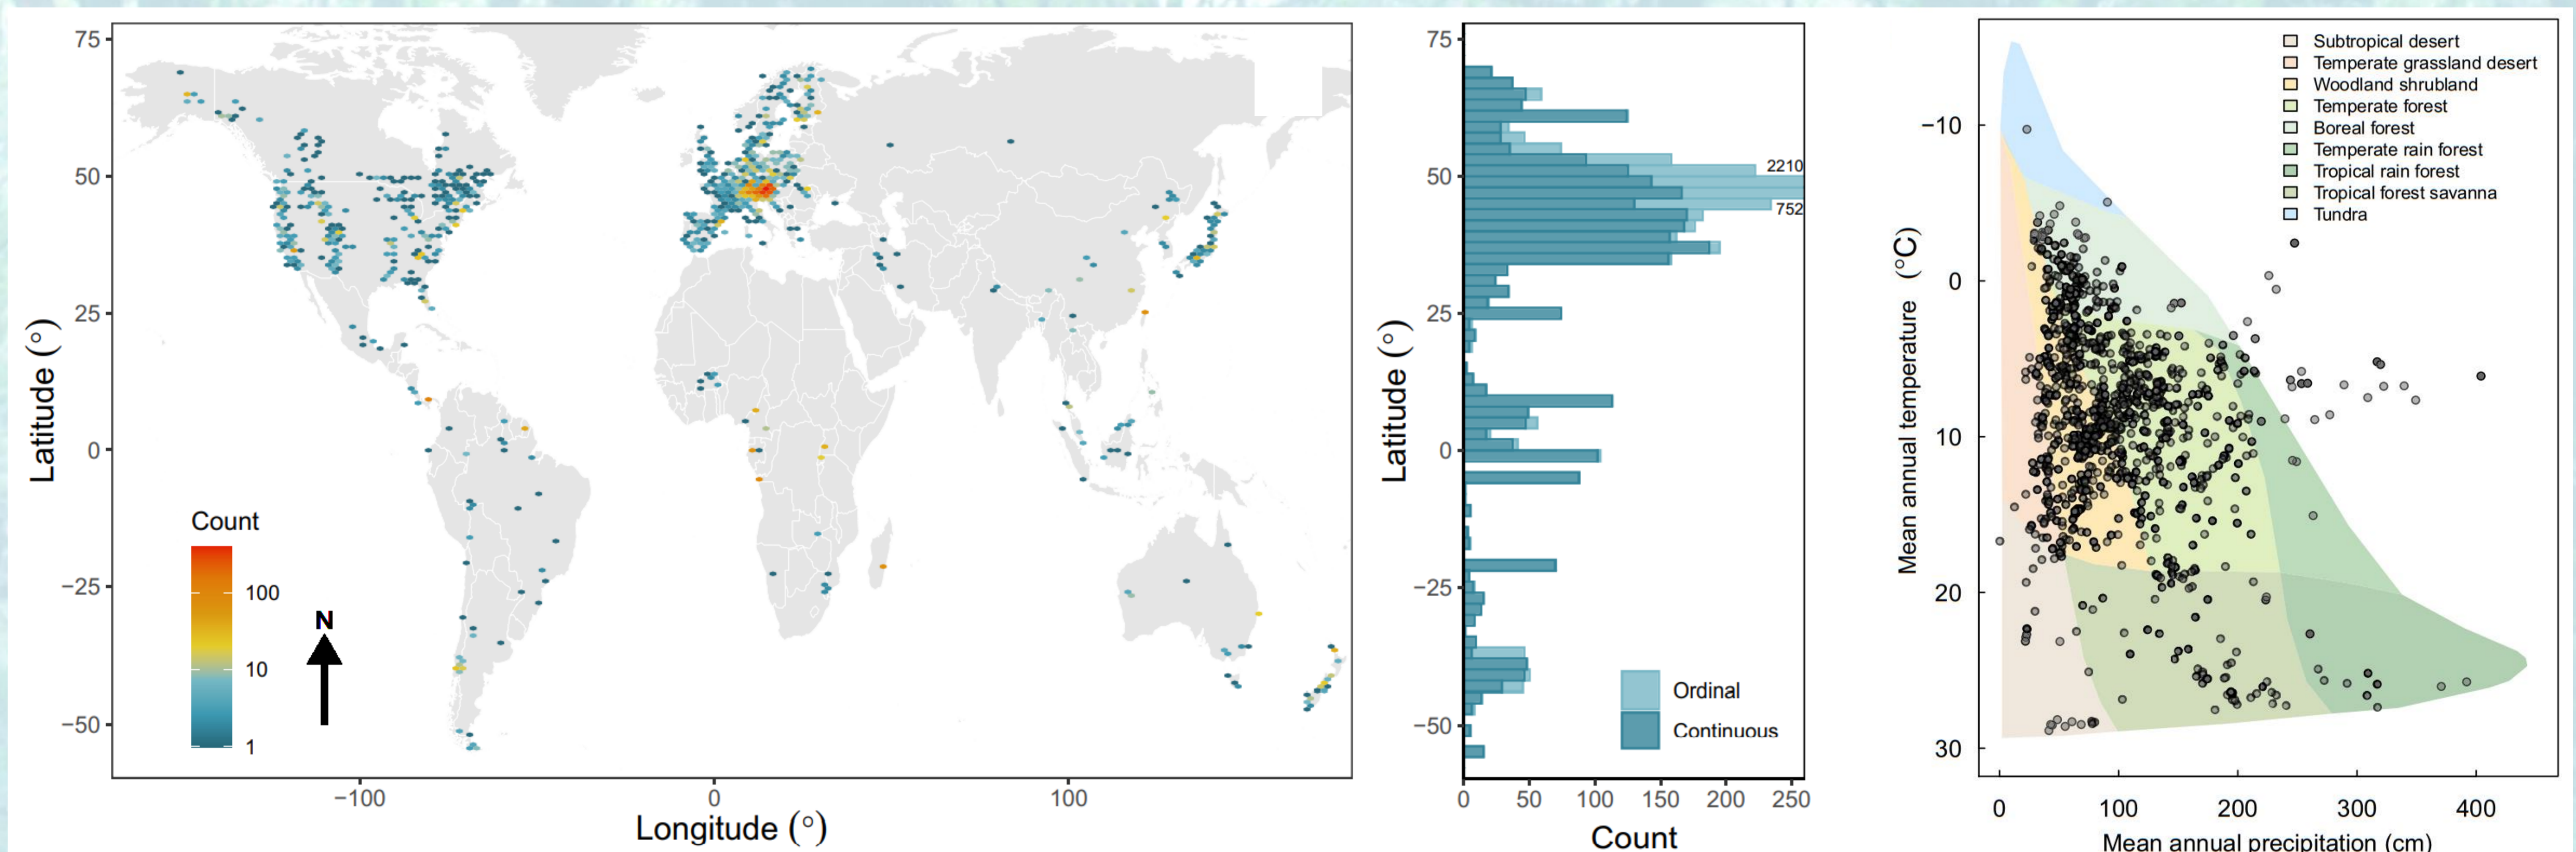 75
50
25
0
−25
−50
Latitude (°)
Count
100
10
1
N
−100
0
100
Longitude (°)
75
50
25
0
−25
−50
Latitude (°)
2210
752
Ordinal
Continuous
0
50
100
150
200
250
Count
Subtropical desert
Temperate grassland desert
Woodland shrubland
Temperate forest
Boreal forest
Temperate rain forest
Tropical rain forest
Tropical forest savanna
Tundra
−10
0
10
20
30
Mean annual temperature (°C)
0
100
200
300
400
Mean annual precipitation (cm)